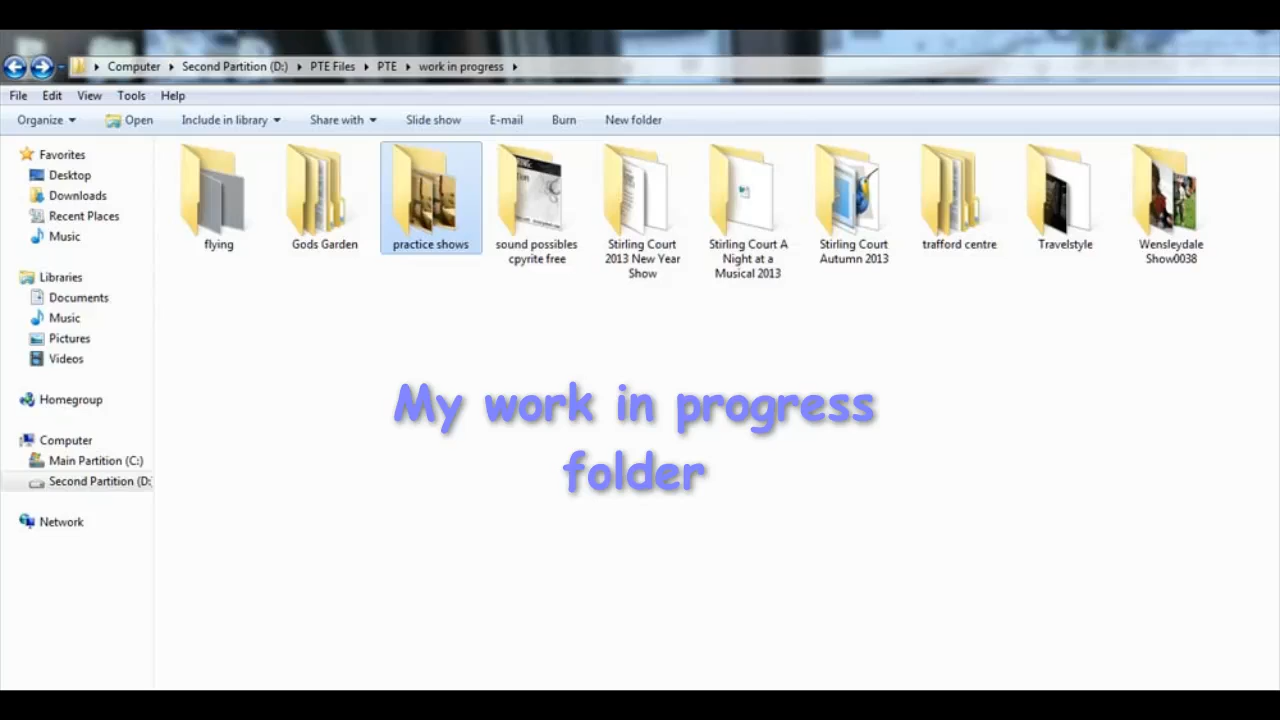 Computer
Second Partition (D:)
PTE Files
PTE
work in progress
File Edit View Tools Help
Organize Open Include in library Share with Slide show E-mail Burn New folder
Favorites
Desktop
Downloads
Recent Places
Music
Libraries
Documents
Music
Pictures
Videos
Homegroup
Computer
Main Partition (C:)
Second Partition (D:
Network
flying
Gods Garden
practice shows
sound possibles
cpyrite free
Stirling Court
2013 New Year
Show
Stirling Court A
Night at a
Musical 2013
Stirling Court
Autumn 2013
trafford centre
Travelstyle
Wensleydale
Show0038
My work in progress
folder